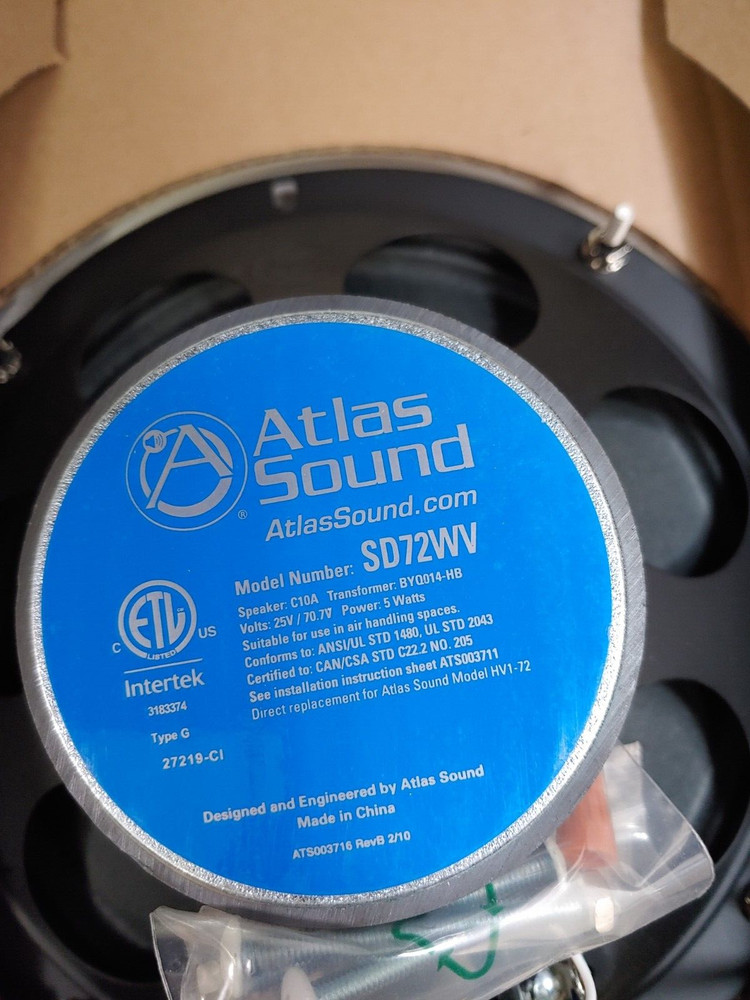 Atlas
Sound
®
AtlasSound.com
Model Number: SD72WV
Speaker: C10A Transformer: BYQ014-HB
Volts: 25V / 70.7V Power: 5 Watts
Suitable for use in air handling spaces.
Conforms to: ANSI/UL STD 1480, UL STD 2043
Certified to: CAN/CSA STD C22.2 NO. 205
See installation instruction sheet ATS003711
Direct replacement for Atlas Sound Model HV1-72
ETL
C US
LISTED
Intertek
3183374
Type G
27219-CI
Designed and Engineered by Atlas Sound
Made in China
ATS003716 RevB 2/10